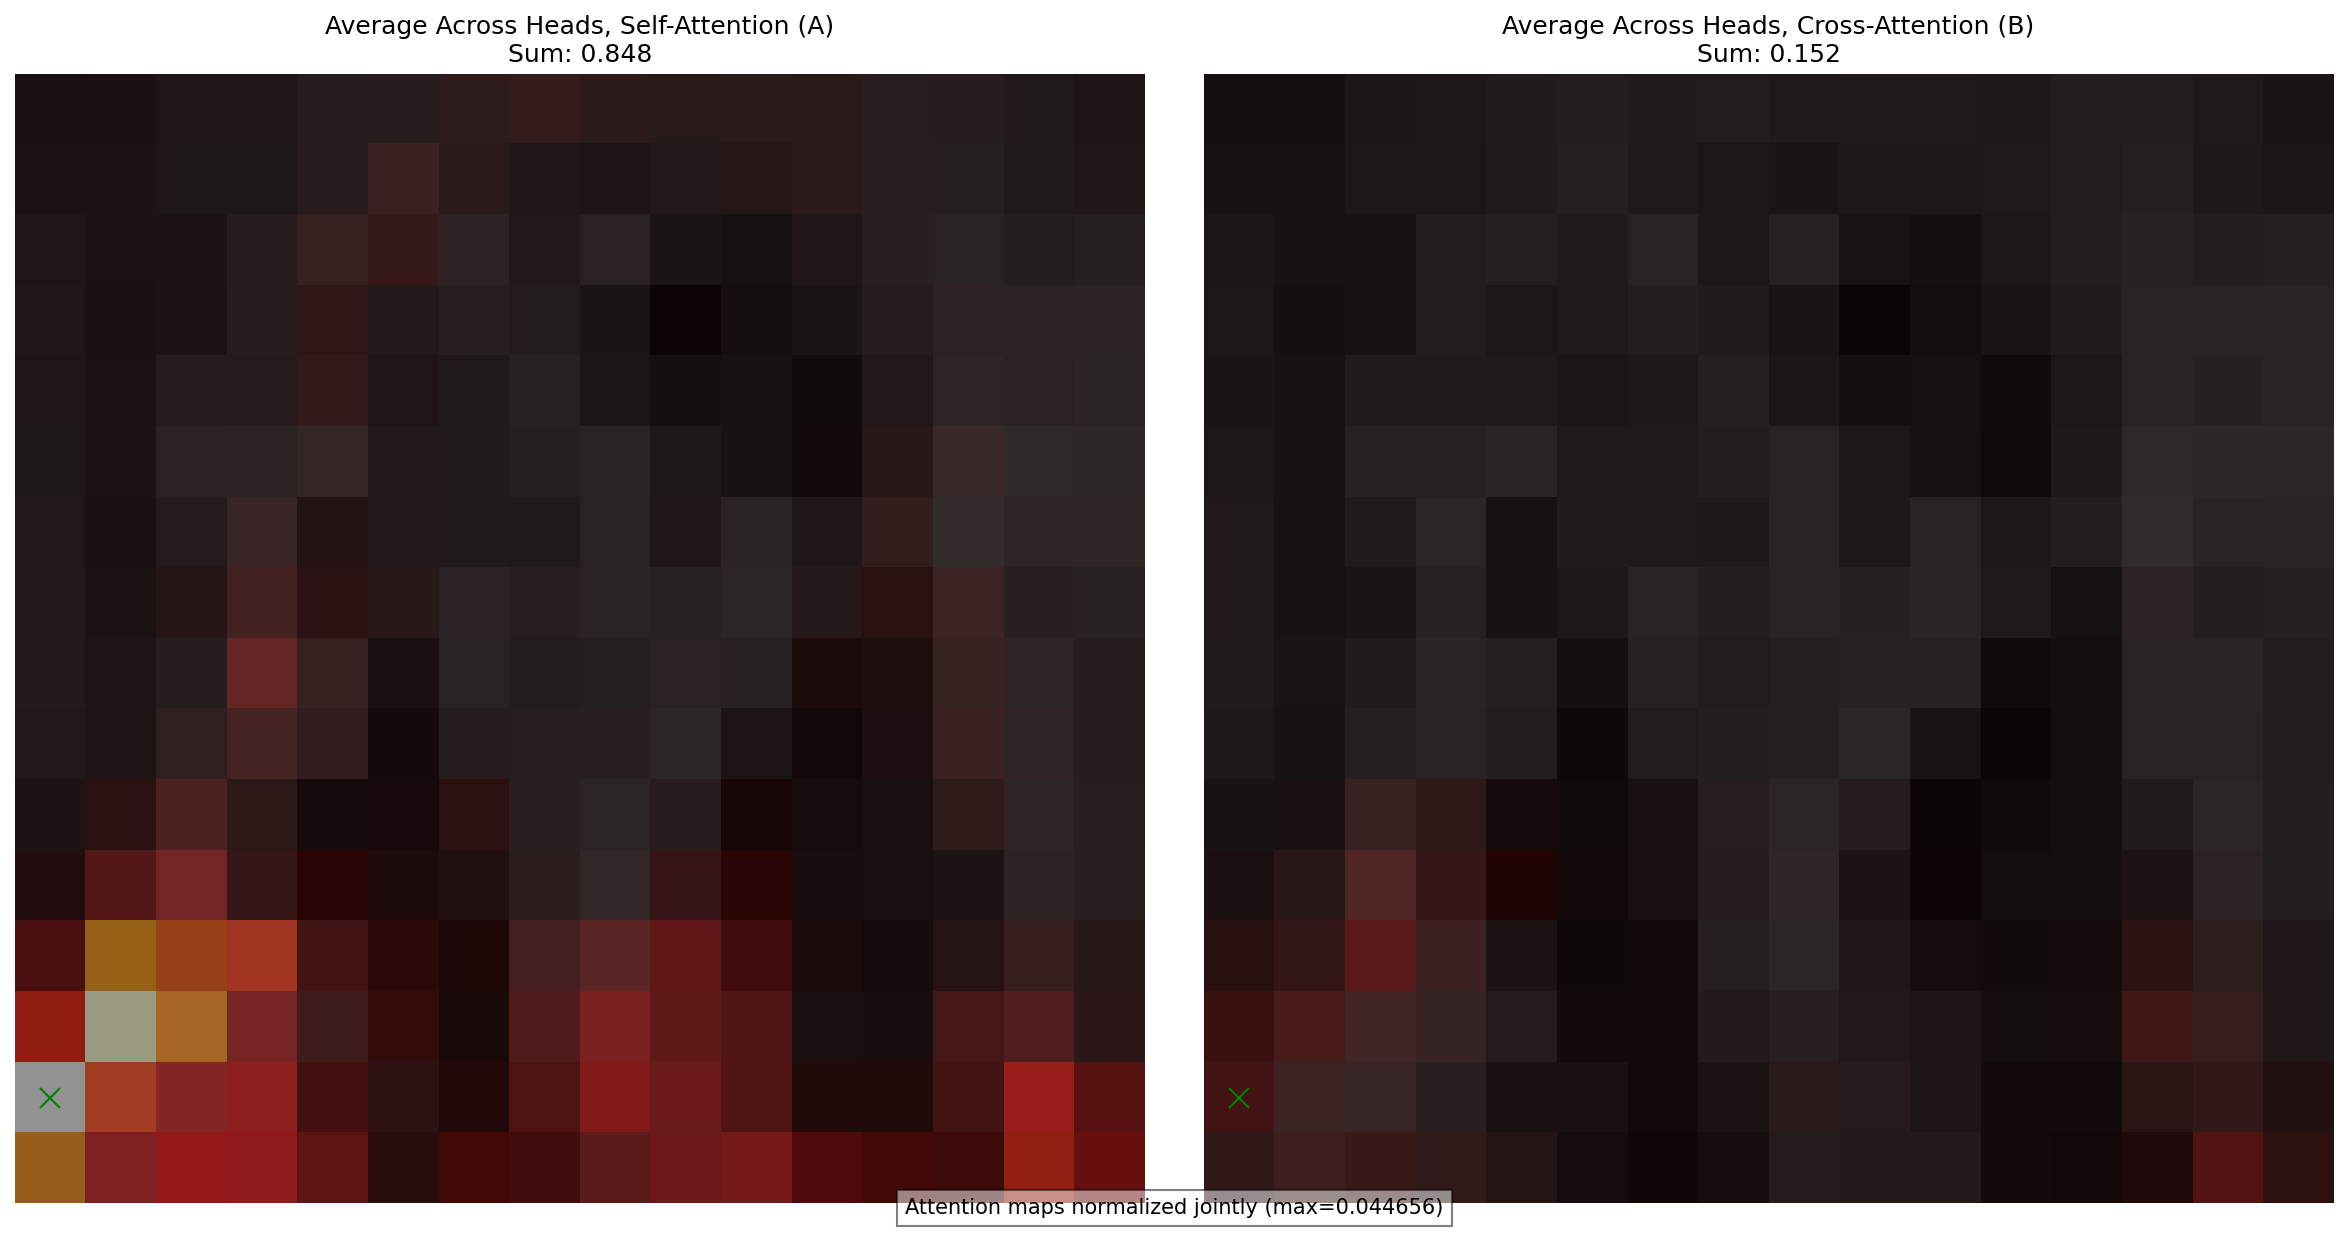 Average Across Heads, Self-Attention (A)
Sum: 0.848
Average Across Heads, Cross-Attention (B)
Sum: 0.152
Attention maps normalized jointly (max=0.044656)